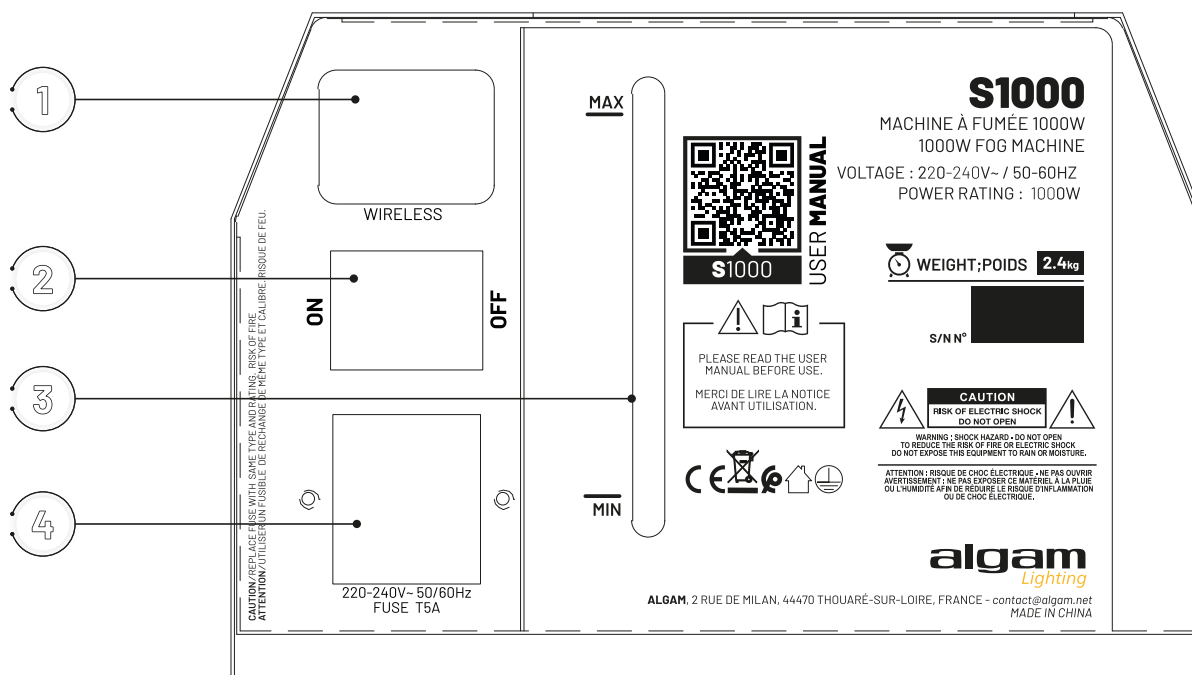 1
WIRELESS
2
ON
OFF
3
4
220-240V~ 50/60Hz
FUSE T5A
CAUTION/REPLACE FUSE WITH SAME TYPE AND RATING. RISK OF FIRE
ATTENTION/UTILISER UN FUSIBLE DE RECHANGE DE MÊME TYPE ET CALIBRE. RISQUE DE FEU.
MAX
MIN
S1000
USER MANUAL
PLEASE READ THE USER
MANUAL BEFORE USE.
MERCI DE LIRE LA NOTICE
AVANT UTILISATION.
CE
S1000
MACHINE À FUMÉE 1000W
1000W FOG MACHINE
VOLTAGE : 220-240V~ / 50-60HZ
POWER RATING : 1000W
WEIGHT;POIDS 2.4kg
S/N N°
CAUTION
RISK OF ELECTRIC SHOCK
DO NOT OPEN
WARNING ; SHOCK HAZARD • DO NOT OPEN
TO REDUCE THE RISK OF FIRE OR ELECTRIC SHOCK
DO NOT EXPOSE THIS EQUIPMENT TO RAIN OR MOISTURE.
ATTENTION : RISQUE DE CHOC ÉLECTRIQUE • NE PAS OUVRIR
AVERTISSEMENT : NE PAS EXPOSER CE MATÉRIEL À LA PLUIE
OU L'HUMIDITÉ AFIN DE RÉDUIRE LE RISQUE D'INFLAMMATION
OU DE CHOC ÉLECTRIQUE.
algam
Lighting
ALGAM, 2 RUE DE MILAN, 44470 THOUARÉ-SUR-LOIRE, FRANCE - contact@algam.net
MADE IN CHINA